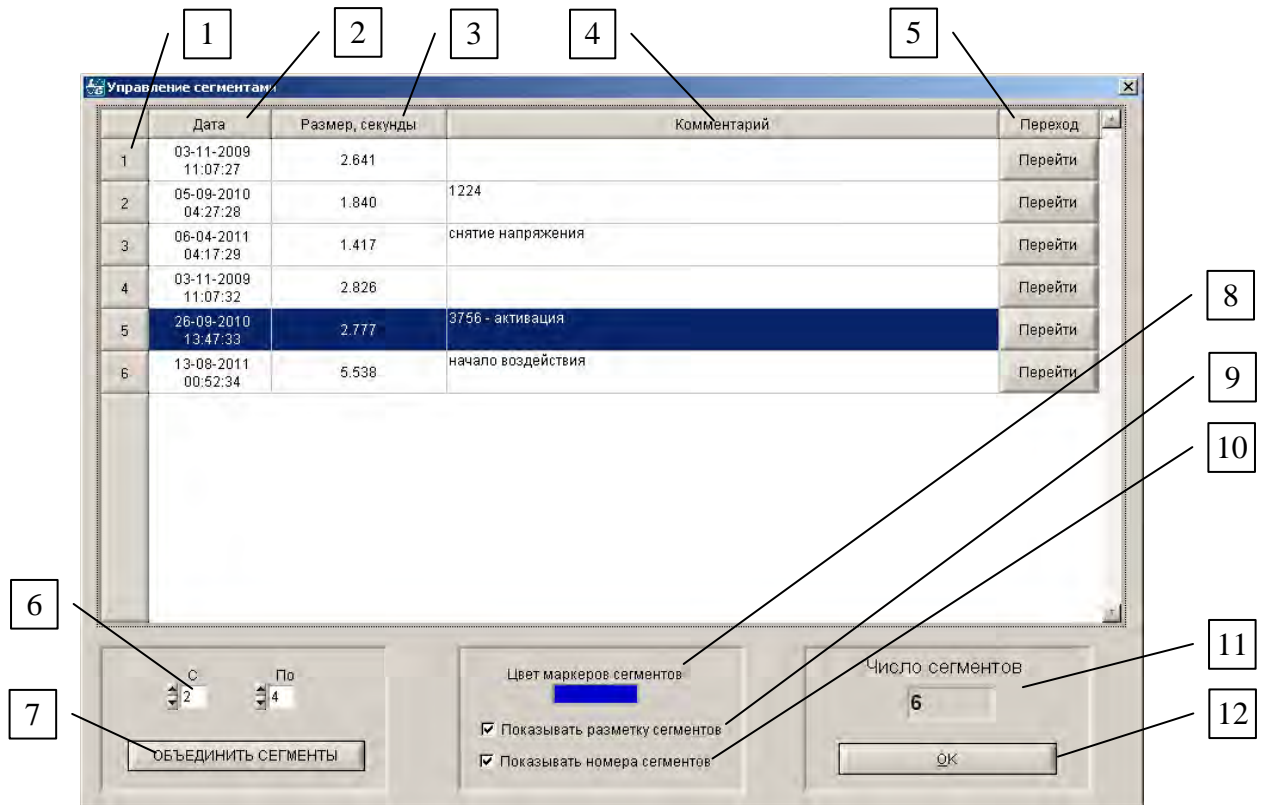 1 2 3 4 5
Управление сегментами
Дата Размер, секунды Комментарий Переход
1 03-11-2009 11:07:27 2.641 Перейти
2 05-09-2010 04:27:28 1.840 1224 Перейти
3 06-04-2011 04:17:29 1.417 снятие напряжения Перейти
4 03-11-2009 11:07:32 2.826 Перейти
5 26-09-2010 13:47:33 2.777 3756 - активация Перейти
6 13-08-2011 00:52:34 5.538 начало воздействия Перейти
8
9
10
6
7
С По
2 4
ОБЪЕДИНИТЬ СЕГМЕНТЫ
Цвет маркеров сегментов
Показывать разметку сегментов
Показывать номера сегментов
Число сегментов
6
OK
11
12